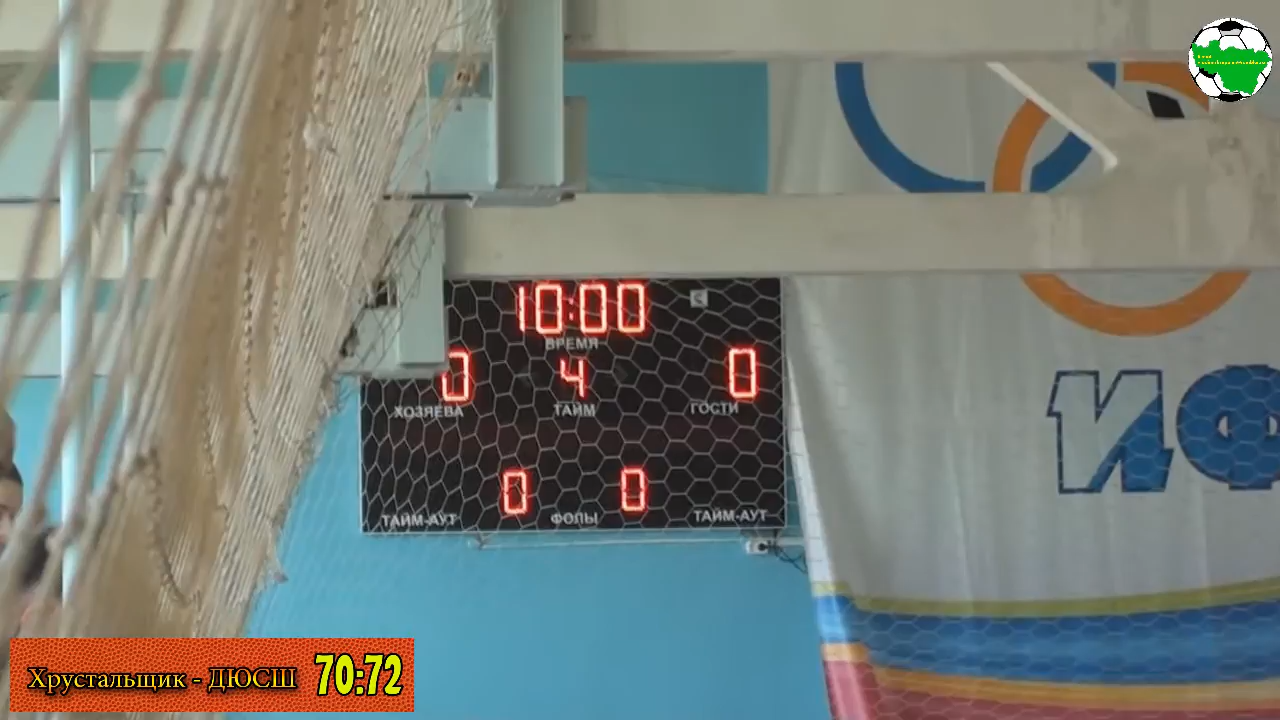 10:00
ВРЕМЯ
0 4 0
ХОЗЯЕВА ТАЙМ ГОСТИ
0 0
ТАЙМ-АУТ ФОЛЫ ТАЙМ-АУТ
ИФ
Хрустальщик - ДЮСШ 70:72